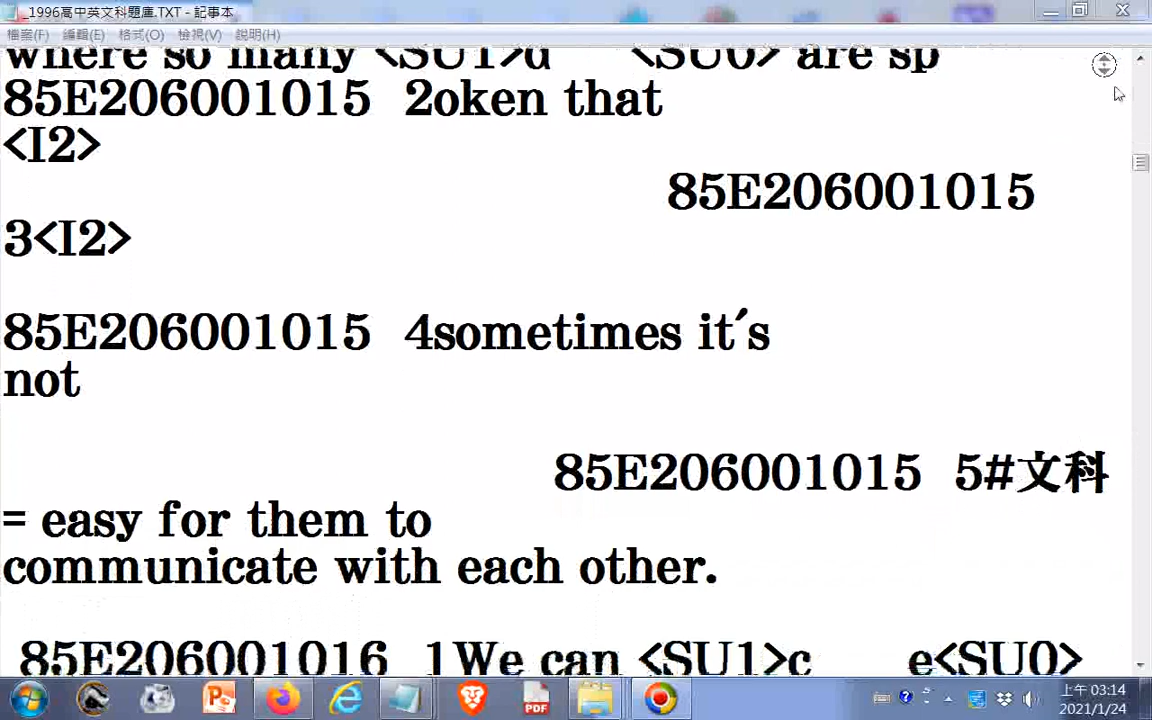 _1996高中英文科題庫.TXT - 記事本
檔案(F) 編輯(E) 格式(O) 檢視(V) 說明(H)
where so many <SU1>d <SU0> are sp
85E206001015 2oken that
<I2>
85E206001015
3<I2>
85E206001015 4sometimes it's
not
85E206001015 5#文科
= easy for them to
communicate with each other.
85E206001016 1We can <SU1>c e<SU0>
PDF
上午 03:14
2021/1/24